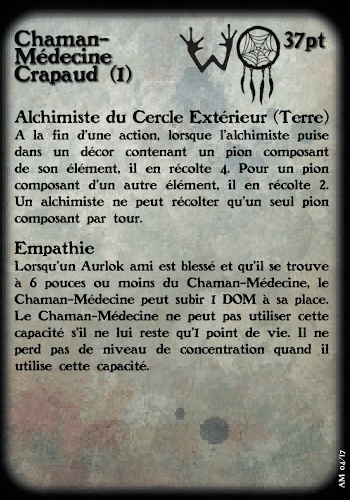 Chaman-
Médecine
Crapaud (1)
37pt
Alchimiste du Cercle Extérieur (Terre)
A la fin d'une action, lorsque l'alchimiste puise
dans un décor contenant un pion composant
de son élément, il en récolte 4. Pour un pion
composant d'un autre élément, il en récolte 2.
Un alchimiste ne peut récolter qu'un seul pion
composant par tour.
Empathie
Lorsqu'un Aurlok ami est blessé et qu'il se trouve
à 6 pouces ou moins du Chaman-Médecine, le
Chaman-Médecine peut subir 1 DOM à sa place.
Le Chaman-Médecine ne peut pas utiliser cette
capacité s'il ne lui reste qu'1 point de vie. Il ne
perd pas de niveau de concentration quand il
utilise cette capacité.
AM 04/17